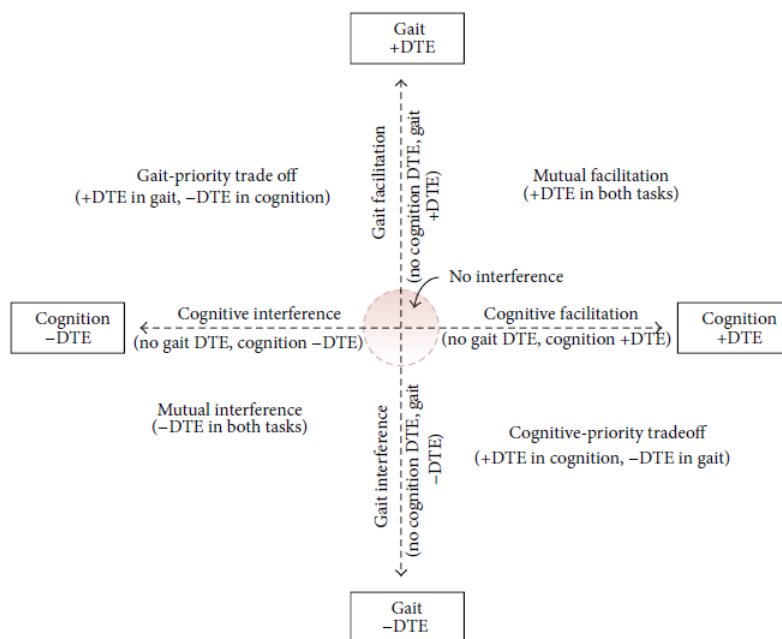 Gait
+DTE
Gait-priority trade off
(+DTE in gait, −DTE in cognition)
Gait facilitation
(no cognition DTE, gait
+DTE)
Mutual facilitation
(+DTE in both tasks)
No interference
Cognition
−DTE
Cognitive interference
(no gait DTE, cognition −DTE)
Cognitive facilitation
(no gait DTE, cognition +DTE)
Cognition
+DTE
Mutual interference
(−DTE in both tasks)
Gait interference
(no cognition DTE, gait
−DTE)
Cognitive-priority tradeoff
(+DTE in cognition, −DTE in gait)
Gait
−DTE